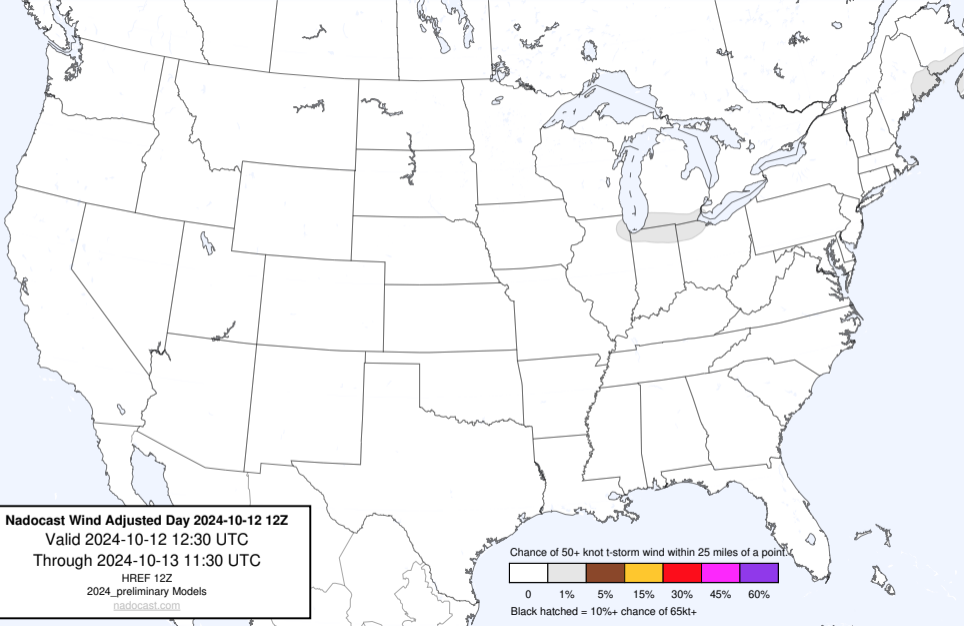 Nadocast Wind Adjusted Day 2024-10-12 12Z
Valid 2024-10-12 12:30 UTC
Through 2024-10-13 11:30 UTC
HREF 12Z
2024_preliminary Models
nadocast.com
Chance of 50+ knot t-storm wind within 25 miles of a point.
0 1% 5% 15% 30% 45% 60%
Black hatched = 10%+ chance of 65kt+